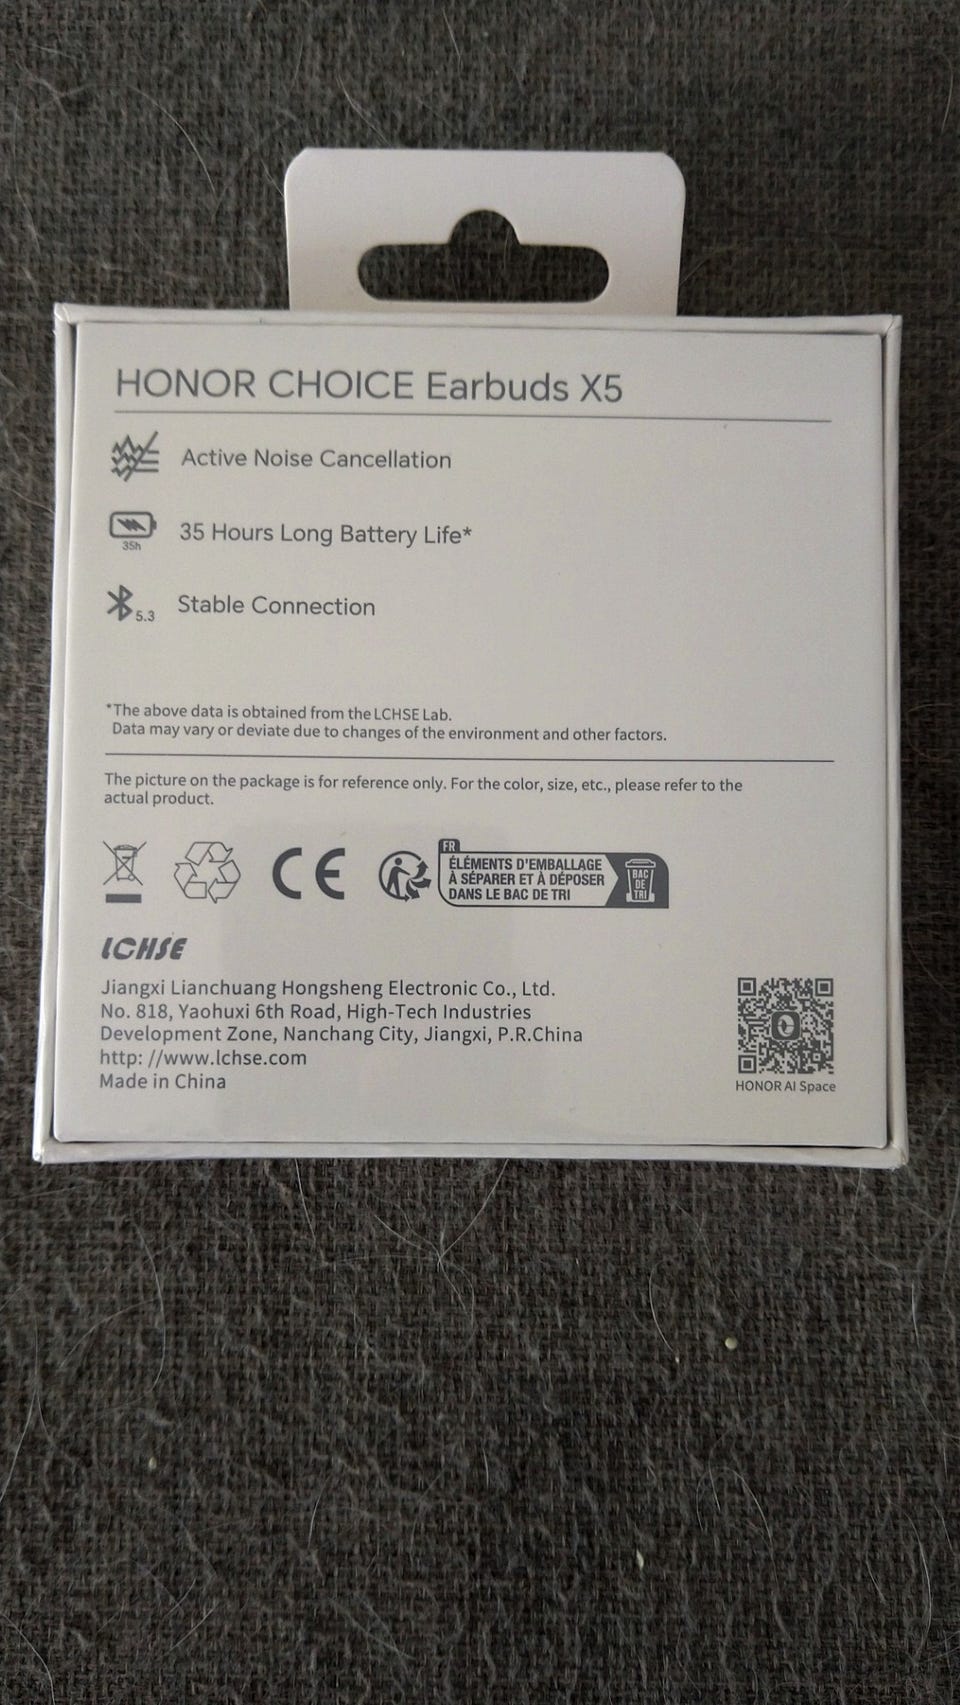 HONOR CHOICE Earbuds X5
Active Noise Cancellation
35h
35 Hours Long Battery Life*
5.3
Stable Connection
*The above data is obtained from the LCHSE Lab.
Data may vary or deviate due to changes of the environment and other factors.
The picture on the package is for reference only. For the color, size, etc., please refer to the
actual product.
CE
FR
ÉLÉMENTS D'EMBALLAGE
À SÉPARER ET À DÉPOSER
DANS LE BAC DE TRI
BAC
DE
TRI
LCHSE
Jiangxi Lianchuang Hongsheng Electronic Co., Ltd.
No. 818, Yaohuxi 6th Road, High-Tech Industries
Development Zone, Nanchang City, Jiangxi, P.R.China
http: //www.lchse.com
Made in China
HONOR AI Space